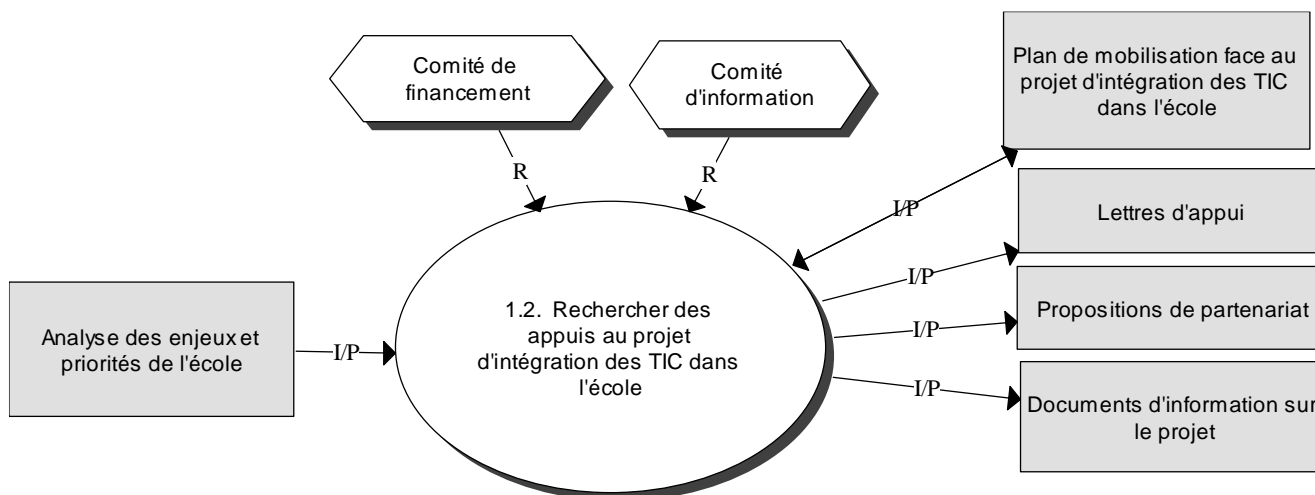 Comité de
financement
Comité
d'information
Plan de mobilisation face au
projet d'intégration des TIC
dans l'école
R
R
I/P
Lettres d'appui
I/P
Analyse des enjeux et
priorités de l'école
I/P
1.2. Rechercher des
appuis au projet
d'intégration des TIC dans
l'école
I/P
Propositions de partenariat
I/P
Documents d'information sur
le projet